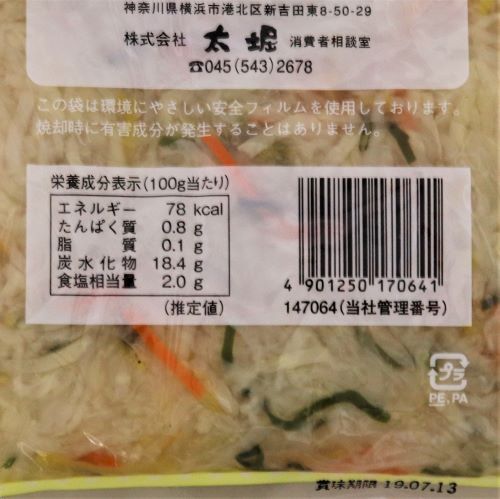 神奈川県横浜市港北区新吉田東8-50-29
株式会社 太堀 消費者相談室
☎045(543)2678
この袋は環境にやさしい安全フィルムを使用しております。
焼却時に有害成分が発生することはありません。
栄養成分表示(100g当たり)
エネルギー 78 kcal
たんぱく質 0.8 g
脂 質 0.1 g
炭水化物 18.4 g
食塩相当量 2.0 g
(推定値)
4 901250 170641
147064(当社管理番号)
プラ
PE,PA
賞味期限 19.07.13